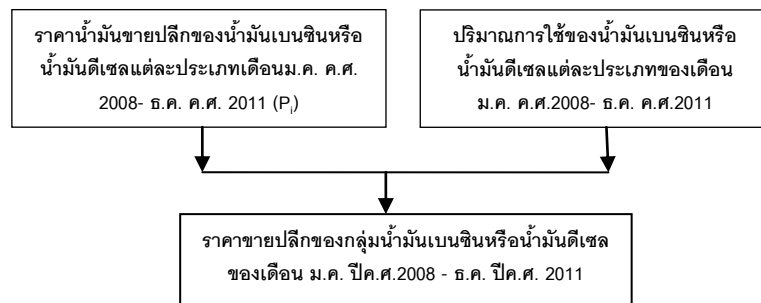 ราคาน้ำมันขายปลีกของน้ำมันเบนซินหรือ
น้ำมันดีเซลแต่ละประเภทเดือนม.ค. ค.ศ.
2008- ธ.ค. ค.ศ. 2011 (Pi)
ปริมาณการใช้ของน้ำมันเบนซินหรือ
น้ำมันดีเซลแต่ละประเภทของเดือน
ม.ค. ค.ศ.2008- ธ.ค. ค.ศ.2011
ราคาขายปลีกของกลุ่มน้ำมันเบนซินหรือน้ำมันดีเซล
ของเดือน ม.ค. ปีค.ศ.2008 - ธ.ค. ปีค.ศ. 2011